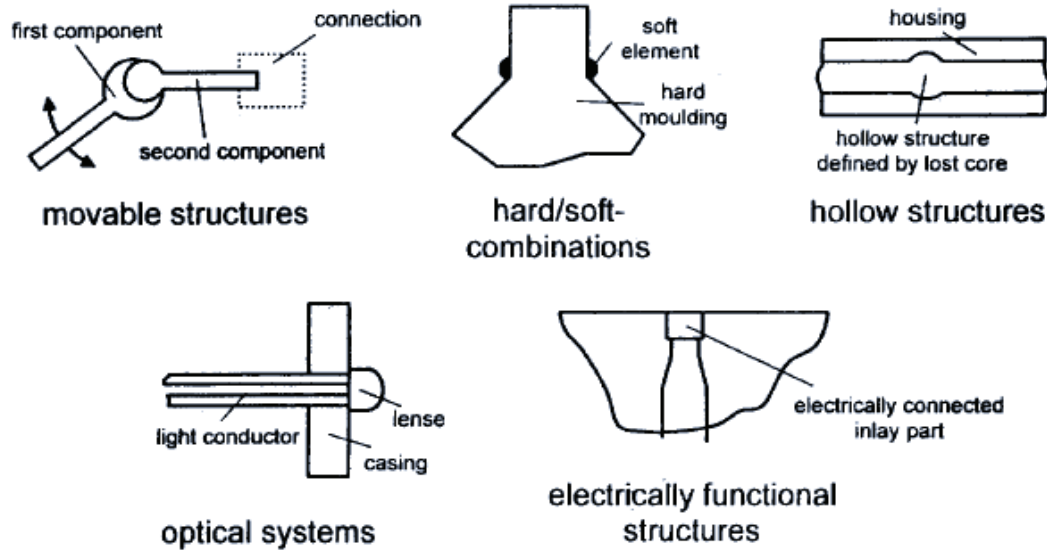 first component
connection
second component
movable structures
soft
element
hard
moulding
hard/soft-
combinations
housing
hollow structure
defined by lost core
hollow structures
light conductor
lense
casing
optical systems
electrically connected
inlay part
electrically functional
structures